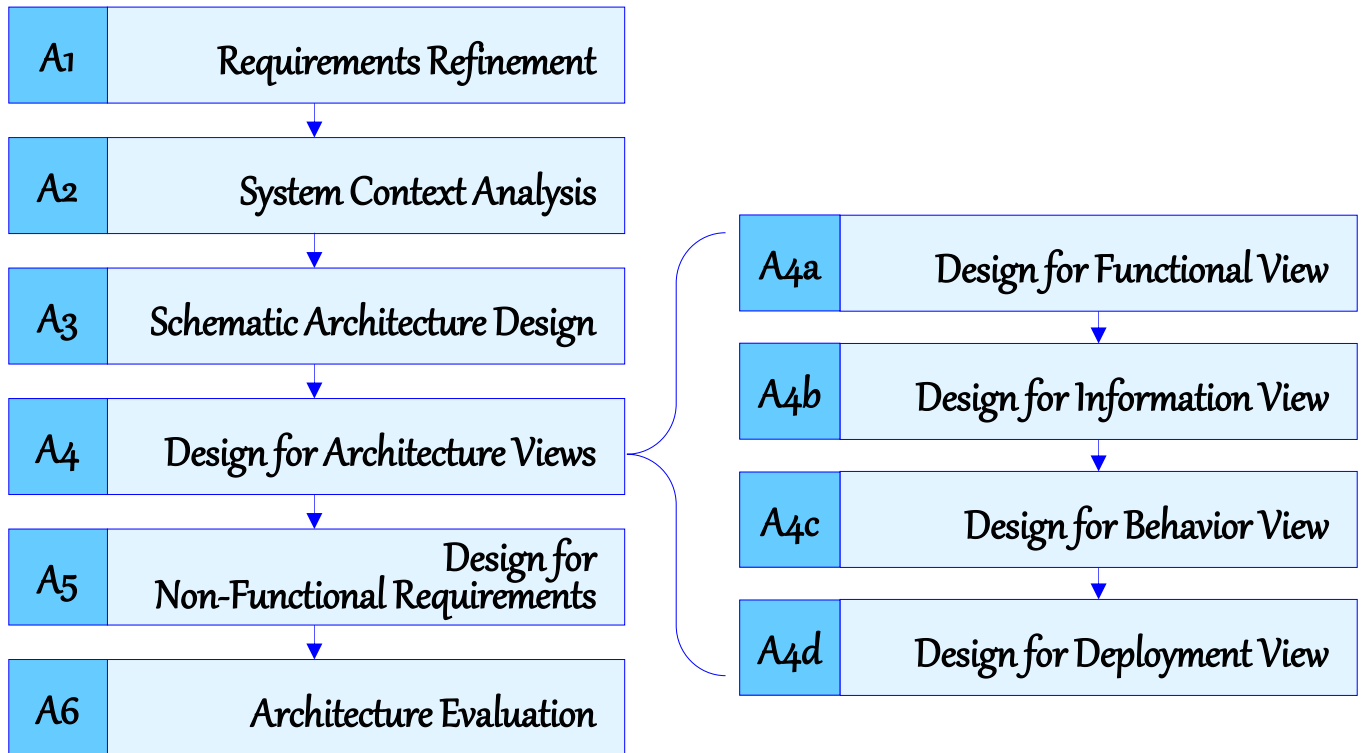 A1 Requirements Refinement
A2 System Context Analysis
A3 Schematic Architecture Design
A4 Design for Architecture Views
A5 Design for
Non-Functional Requirements
A6 Architecture Evaluation
A4a Design for Functional View
A4b Design for Information View
A4c Design for Behavior View
A4d Design for Deployment View